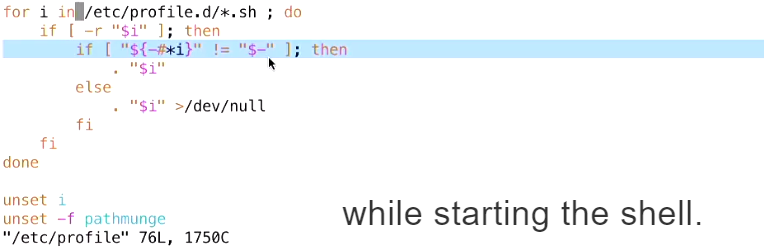 for i in /etc/profile.d/*.sh ; do
    if [ -r "$i" ]; then
        if [ "${-#*i}" != "$-" ]; then
            . "$i"
        else
            . "$i" >/dev/null
        fi
    fi
done
unset i
unset -f pathmunge
while starting the shell.
"/etc/profile" 76L, 1750C